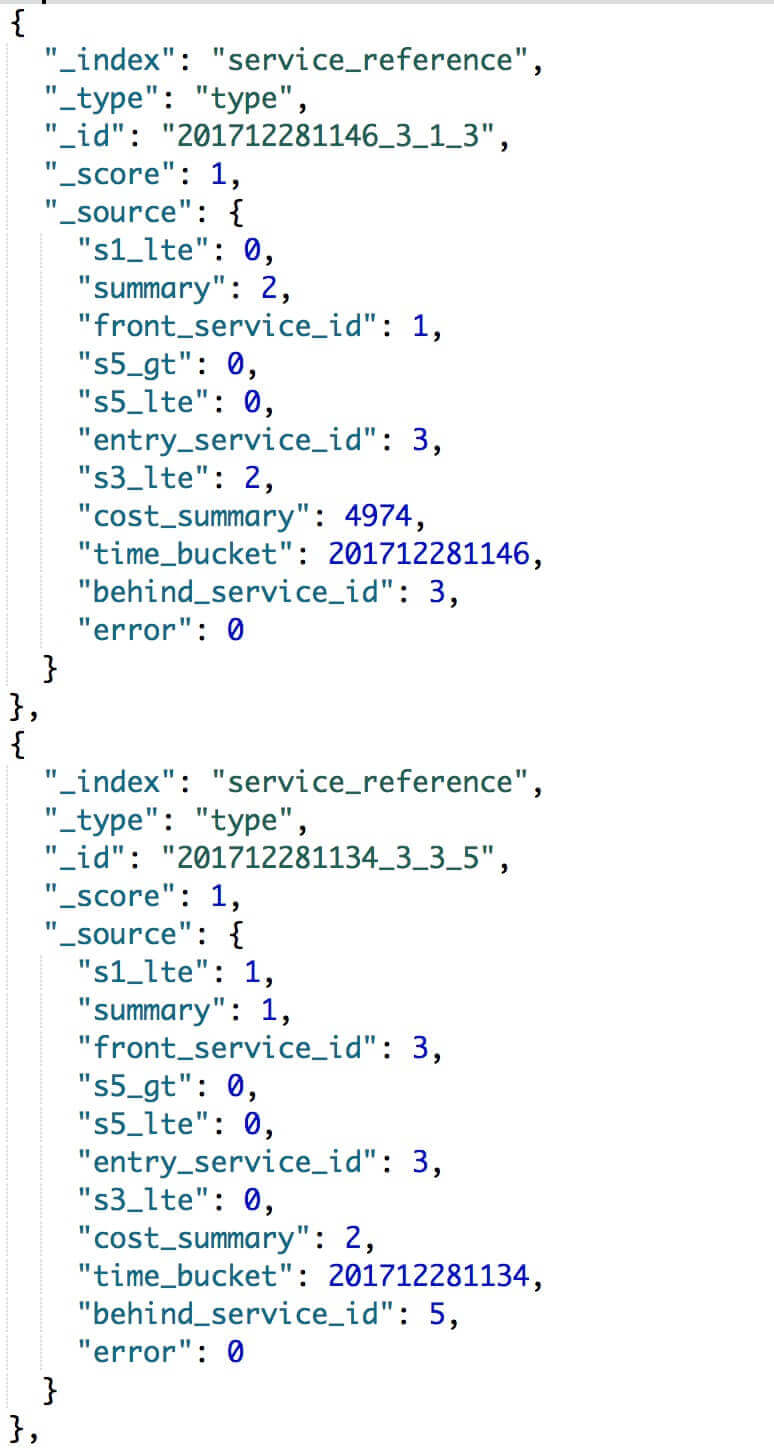 {
"_index": "service_reference",
"_type": "type",
"_id": "201712281146_3_1_3",
"_score": 1,
"_source": {
"s1_lte": 0,
"summary": 2,
"front_service_id": 1,
"s5_gt": 0,
"s5_lte": 0,
"entry_service_id": 3,
"s3_lte": 2,
"cost_summary": 4974,
"time_bucket": 201712281146,
"behind_service_id": 3,
"error": 0
}
},
{
"_index": "service_reference",
"_type": "type",
"_id": "201712281134_3_3_5",
"_score": 1,
"_source": {
"s1_lte": 1,
"summary": 1,
"front_service_id": 3,
"s5_gt": 0,
"s5_lte": 0,
"entry_service_id": 3,
"s3_lte": 0,
"cost_summary": 2,
"time_bucket": 201712281134,
"behind_service_id": 5,
"error": 0
}
},